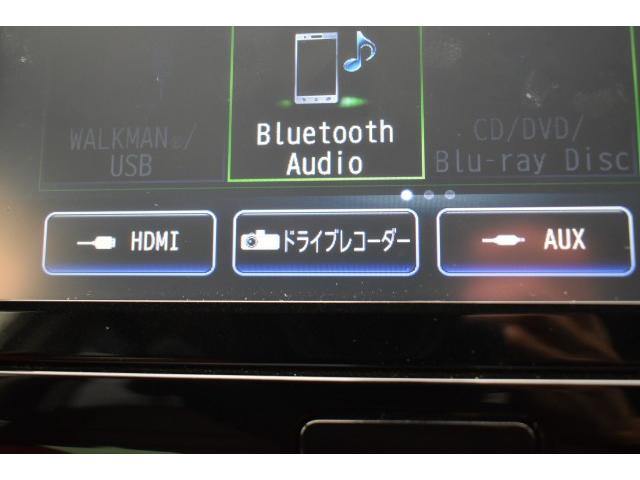 WALKMAN®/
USB
Bluetooth
Audio
CD/DVD/
Blu-ray Disc
HDMI
ドライブレコーダー
AUX